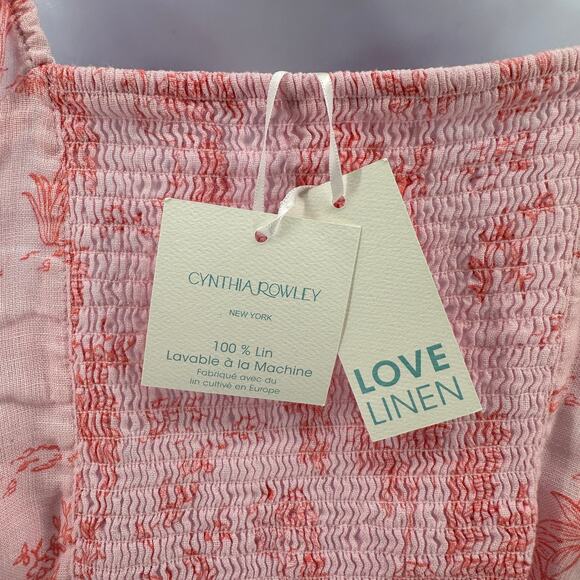 CYNTHIA ROWLEY
NEW YORK
100 % Lin
Lavable à la Machine
Fabriqué avec du
lin cultivé en Europe
LOVE
LINEN